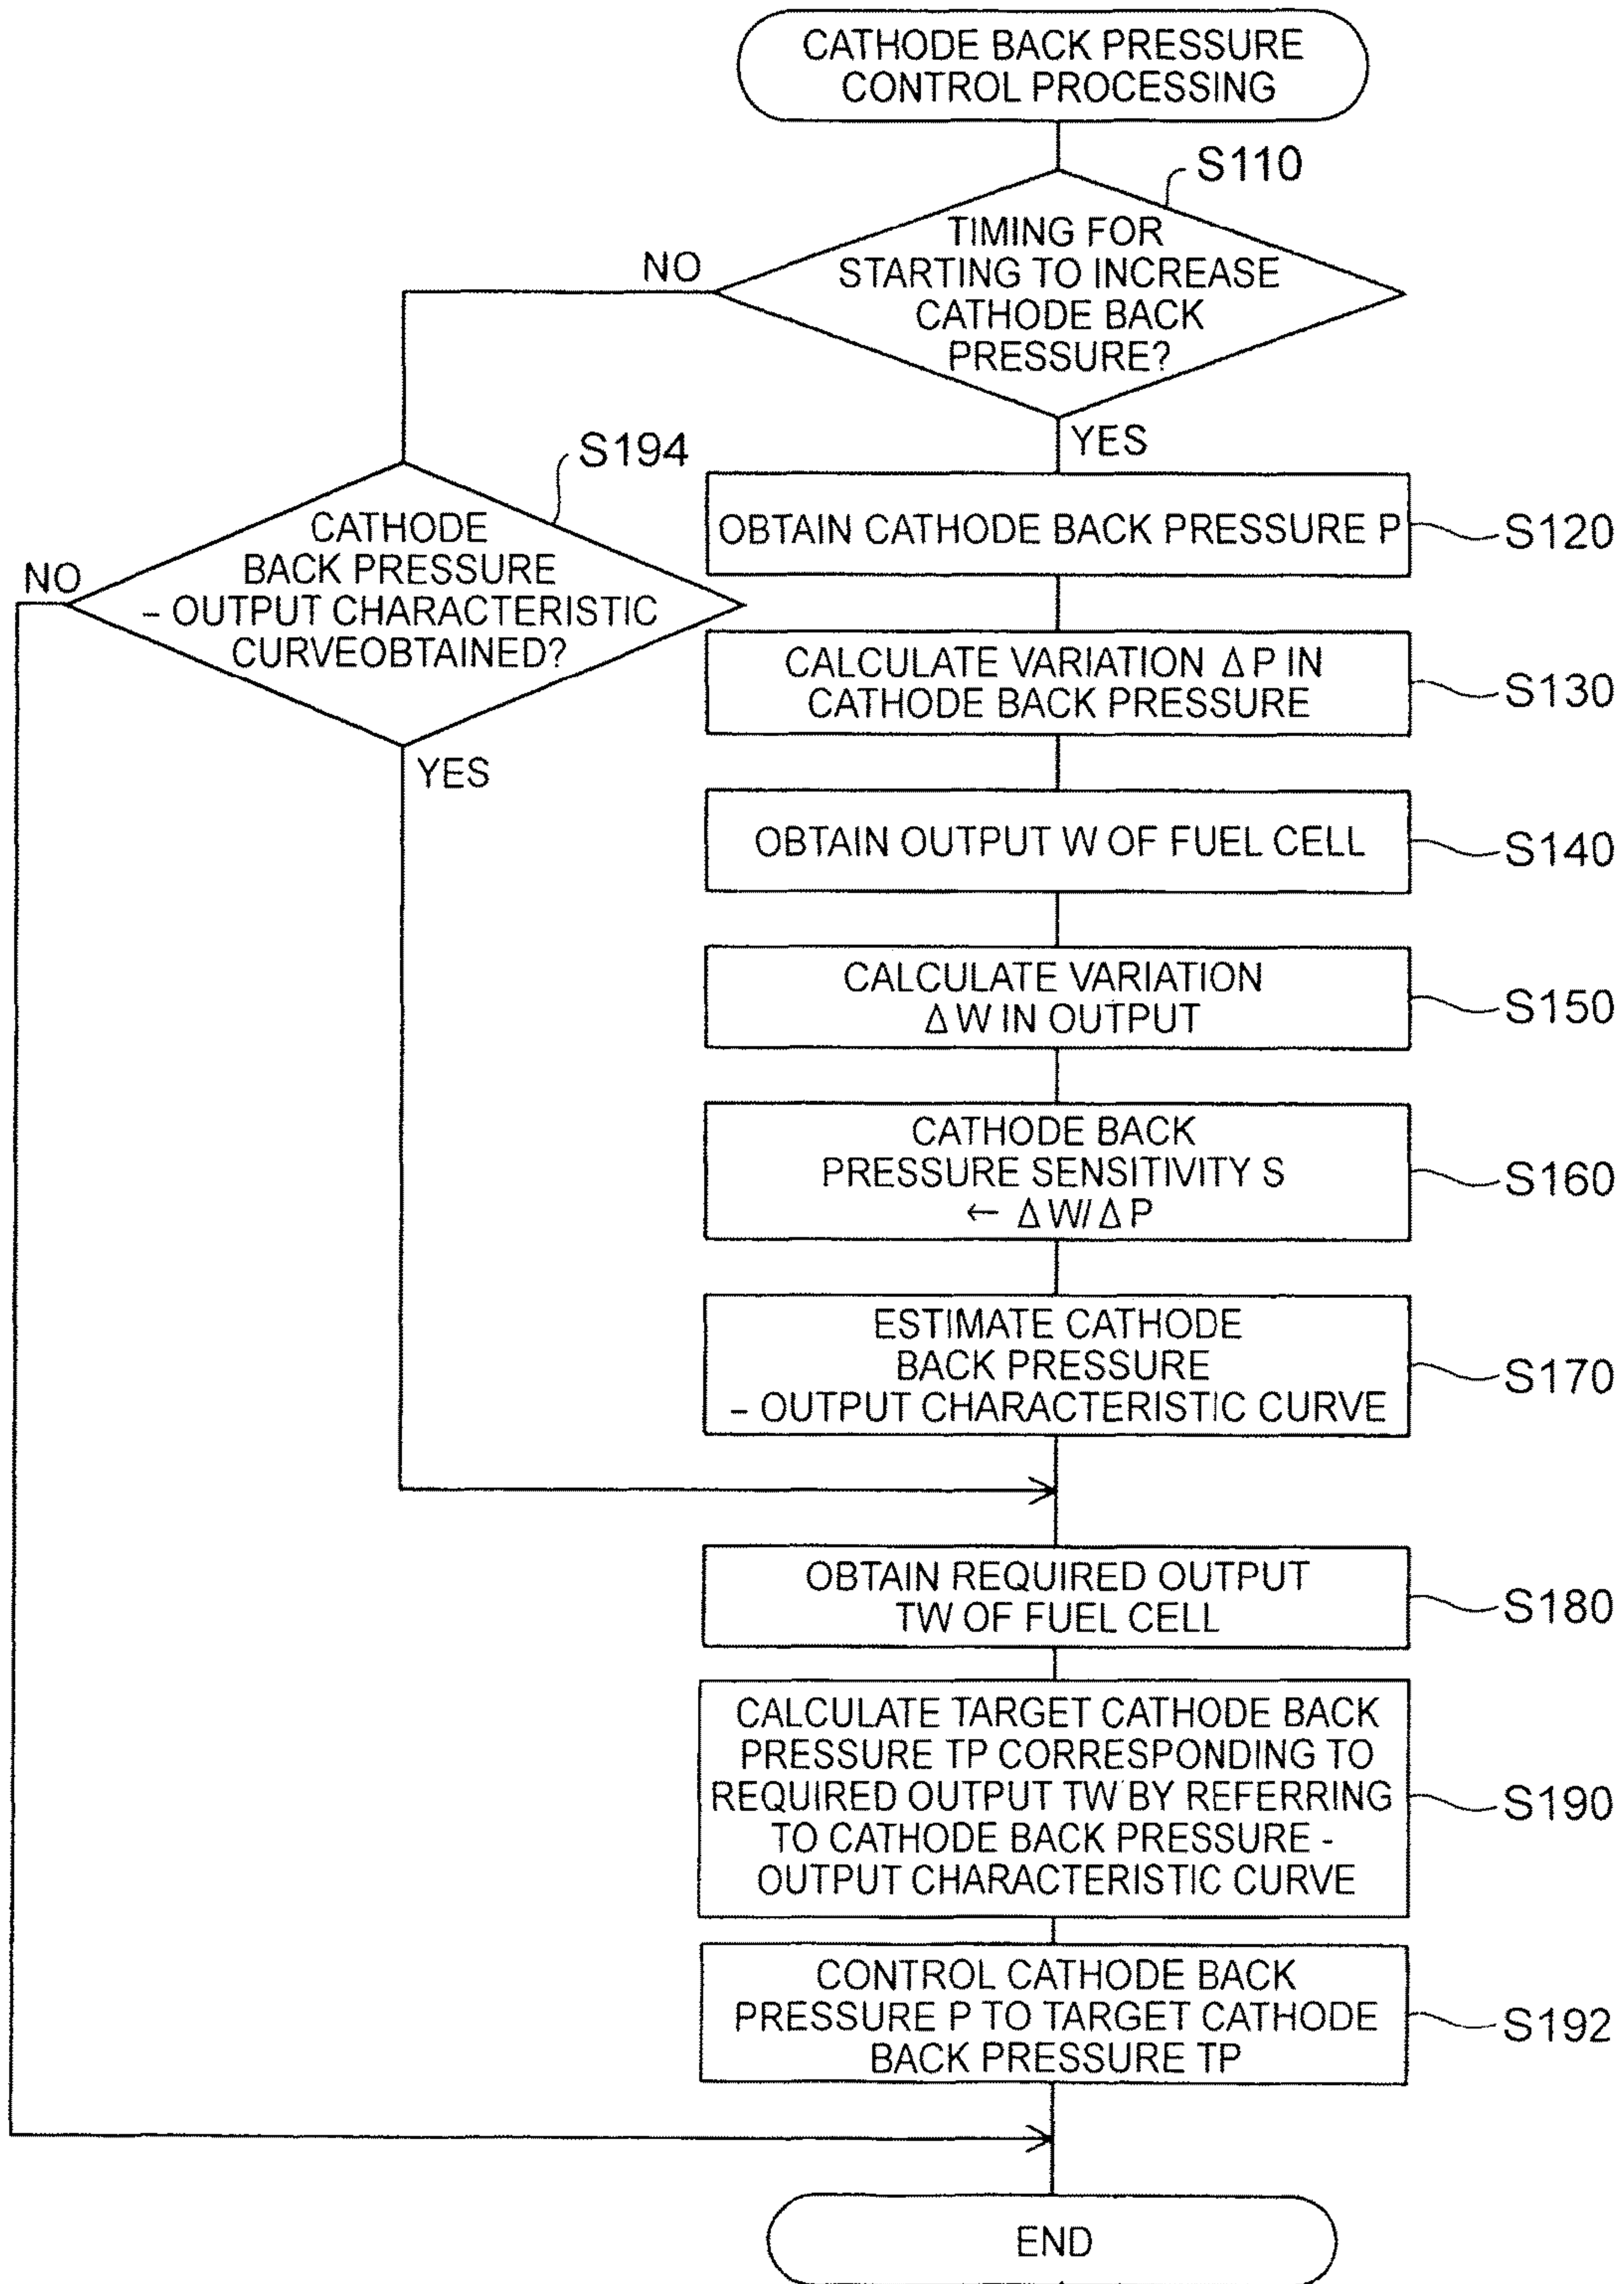 CATHODE BACK PRESSURE
CONTROL PROCESSING
S110
TIMING FOR
STARTING TO INCREASE
CATHODE BACK
PRESSURE?
NO
YES
S194
CATHODE
BACK PRESSURE
– OUTPUT CHARACTERISTIC
CURVEOBTAINED?
NO
YES
OBTAIN CATHODE BACK PRESSURE P
S120
CALCULATE VARIATION ΔP IN
CATHODE BACK PRESSURE
S130
OBTAIN OUTPUT W OF FUEL CELL
S140
CALCULATE VARIATION
ΔW IN OUTPUT
S150
CATHODE BACK
PRESSURE SENSITIVITY S
← ΔW/ΔP
S160
ESTIMATE CATHODE
BACK PRESSURE
– OUTPUT CHARACTERISTIC CURVE
S170
OBTAIN REQUIRED OUTPUT
TW OF FUEL CELL
S180
CALCULATE TARGET CATHODE BACK
PRESSURE TP CORRESPONDING TO
REQUIRED OUTPUT TW BY REFERRING
TO CATHODE BACK PRESSURE -
OUTPUT CHARACTERISTIC CURVE
S190
CONTROL CATHODE BACK
PRESSURE P TO TARGET CATHODE
BACK PRESSURE TP
S192
END